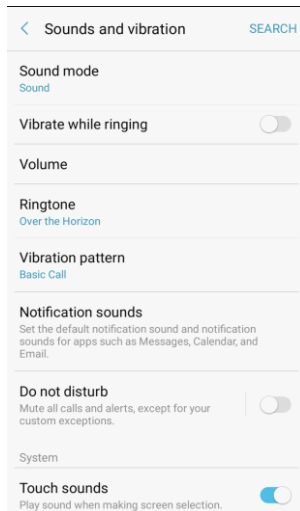 Sounds and vibration
SEARCH
Sound mode
Sound
Vibrate while ringing
Volume
Ringtone
Over the Horizon
Vibration pattern
Basic Call
Notification sounds
Set the default notification sound and notification
sounds for apps such as Messages, Calendar, and
Email.
Do not disturb
Mute all calls and alerts, except for your
custom exceptions.
System
Touch sounds
Play sound when making screen selection.